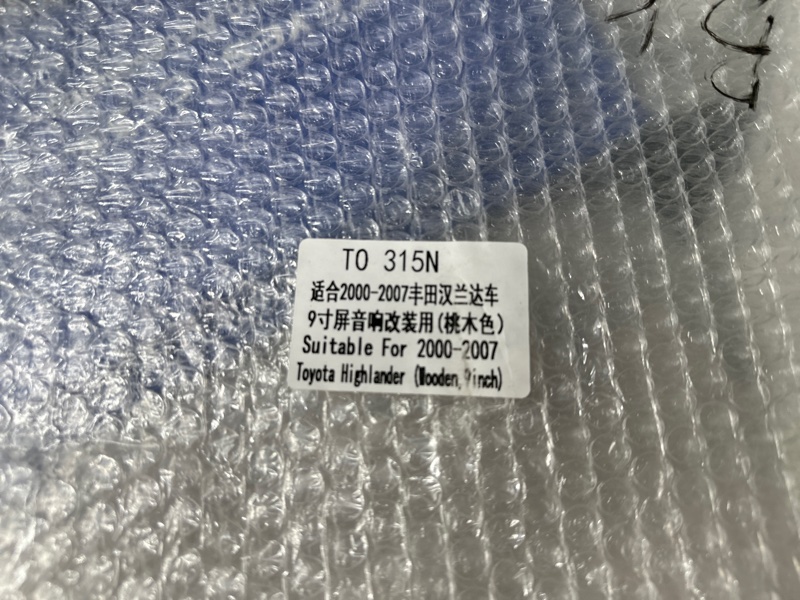 TO 315N
适合2000-2007丰田汉兰达车
9寸屏音响改装用(桃木色)
Suitable For 2000-2007
Toyota Highlander (Wooden,9inch)